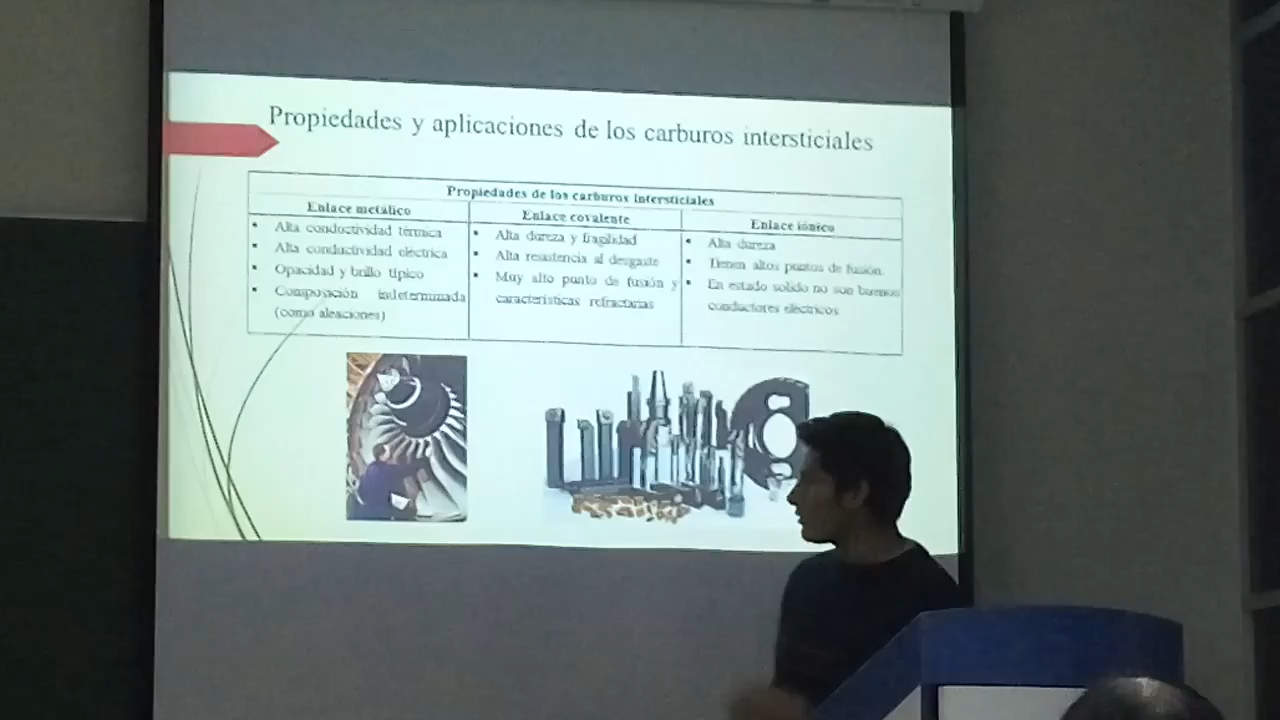 Propiedades y aplicaciones de los carburos intersticiales
Propiedades de los carburos intersticiales
Enlace metálico
▪ Alta conductividad térmica
▪ Alta conductividad eléctrica
▪ Opacidad y brillo típico
▪ Composición indeterminada
(como aleaciones)
Enlace covalente
▪ Alta dureza y fragilidad
▪ Alta resistencia al desgaste
▪ Muy alto punto de fusión y
características refractarias
Enlace iónico
▪ Alta dureza
▪ Tienen altos puntos de fusión.
▪ En estado solido no son buenos
conductores eléctricos